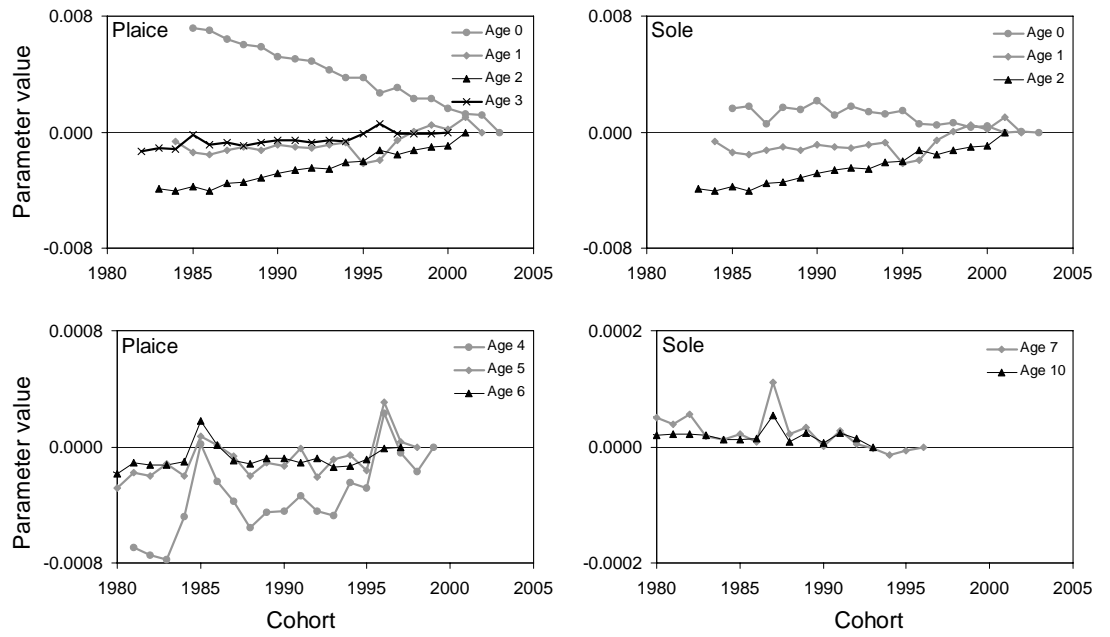 Plaice
Age 0
Age 1
Age 2
Age 3
0.008
0.000
-0.008
1980 1985 1990 1995 2000 2005
Parameter value
Sole
Age 0
Age 1
Age 2
0.008
0.000
-0.008
1980 1985 1990 1995 2000 2005
Plaice
Age 4
Age 5
Age 6
0.0008
0.0000
-0.0008
1980 1985 1990 1995 2000 2005
Parameter value
Cohort
Sole
Age 7
Age 10
0.0002
0.0000
-0.0002
1980 1985 1990 1995 2000 2005
Cohort